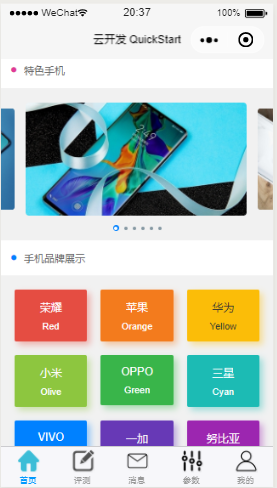 WeChat 20:37 100%
云开发 QuickStart
特色手机
249
手机品牌展示
荣耀 苹果 华为
Red Orange Yellow
小米 OPPO 三星
Olive Green Cyan
VIVO 一加 努比亚
首页 评测 消息 参数 我的